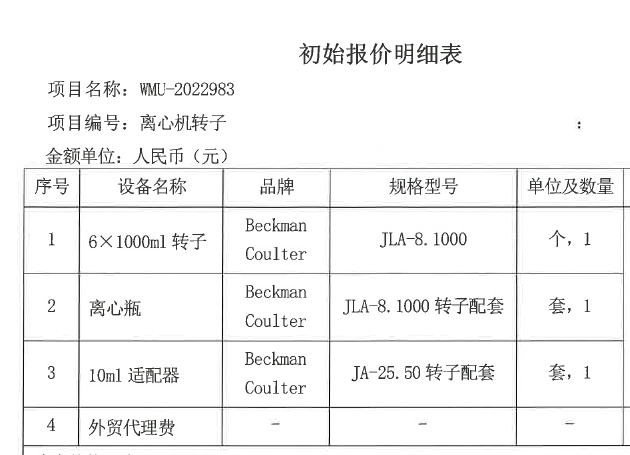 初始报价明细表
项目名称：WMU-2022983
项目编号：离心机转子
：
金额单位：人民币（元）
序号 设备名称 品牌 规格型号 单位及数量
1 6×1000ml 转子 Beckman Coulter JLA-8.1000 个，1
2 离心瓶 Beckman Coulter JLA-8.1000 转子配套 套，1
3 10ml 适配器 Beckman Coulter JA-25.50 转子配套 套，1
4 外贸代理费 - - -